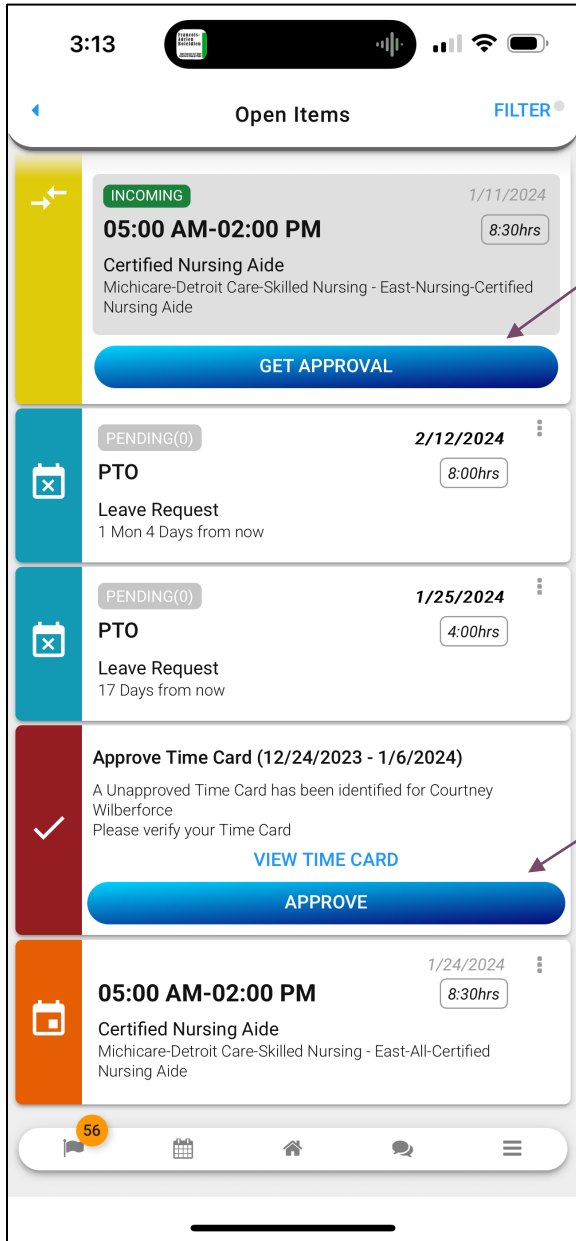 3:13
François-
Adrien
Boieldieu
Open Items
FILTER
INCOMING
1/11/2024
05:00 AM-02:00 PM
8:30hrs
Certified Nursing Aide
Michicare-Detroit Care-Skilled Nursing - East-Nursing-Certified
Nursing Aide
GET APPROVAL
PENDING(0)
2/12/2024
PTO
8:00hrs
Leave Request
1 Mon 4 Days from now
PENDING(0)
1/25/2024
PTO
4:00hrs
Leave Request
17 Days from now
Approve Time Card (12/24/2023 - 1/6/2024)
A Unapproved Time Card has been identified for Courtney
Wilberforce
Please verify your Time Card
VIEW TIME CARD
APPROVE
1/24/2024
05:00 AM-02:00 PM
8:30hrs
Certified Nursing Aide
Michicare-Detroit Care-Skilled Nursing - East-All-Certified
Nursing Aide
56